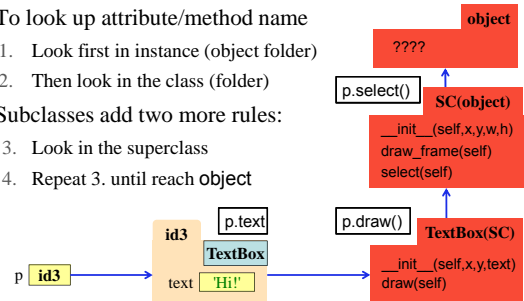 To look up attribute/method name
1. Look first in instance (object folder)
2. Then look in the class (folder)
Subclasses add two more rules:
3. Look in the superclass
4. Repeat 3. until reach object
object
????
p.select()
SC(object)
__init__(self,x,y,w,h)
draw_frame(self)
select(self)
p.text
p.draw()
id3
TextBox(SC)
TextBox
__init__(self,x,y,text)
p id3
text 'Hi!'
draw(self)